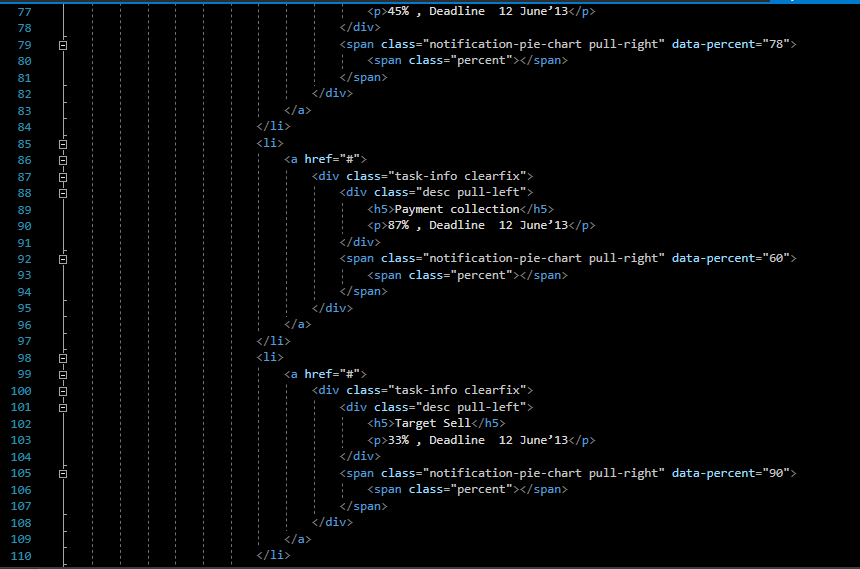 77 <p>45% , Deadline  12 June’13</p>
78 </div>
79 <span class="notification-pie-chart pull-right" data-percent="78">
80 <span class="percent"></span>
81 </span>
82 </div>
83 </a>
84 </li>
85 <li>
86 <a href="#">
87 <div class="task-info clearfix">
88 <div class="desc pull-left">
89 <h5>Payment collection</h5>
90 <p>87% , Deadline  12 June’13</p>
91 </div>
92 <span class="notification-pie-chart pull-right" data-percent="60">
93 <span class="percent"></span>
94 </span>
95 </div>
96 </a>
97 </li>
98 <li>
99 <a href="#">
100 <div class="task-info clearfix">
101 <div class="desc pull-left">
102 <h5>Target Sell</h5>
103 <p>33% , Deadline  12 June’13</p>
104 </div>
105 <span class="notification-pie-chart pull-right" data-percent="90">
106 <span class="percent"></span>
107 </span>
108 </div>
109 </a>
110 </li>